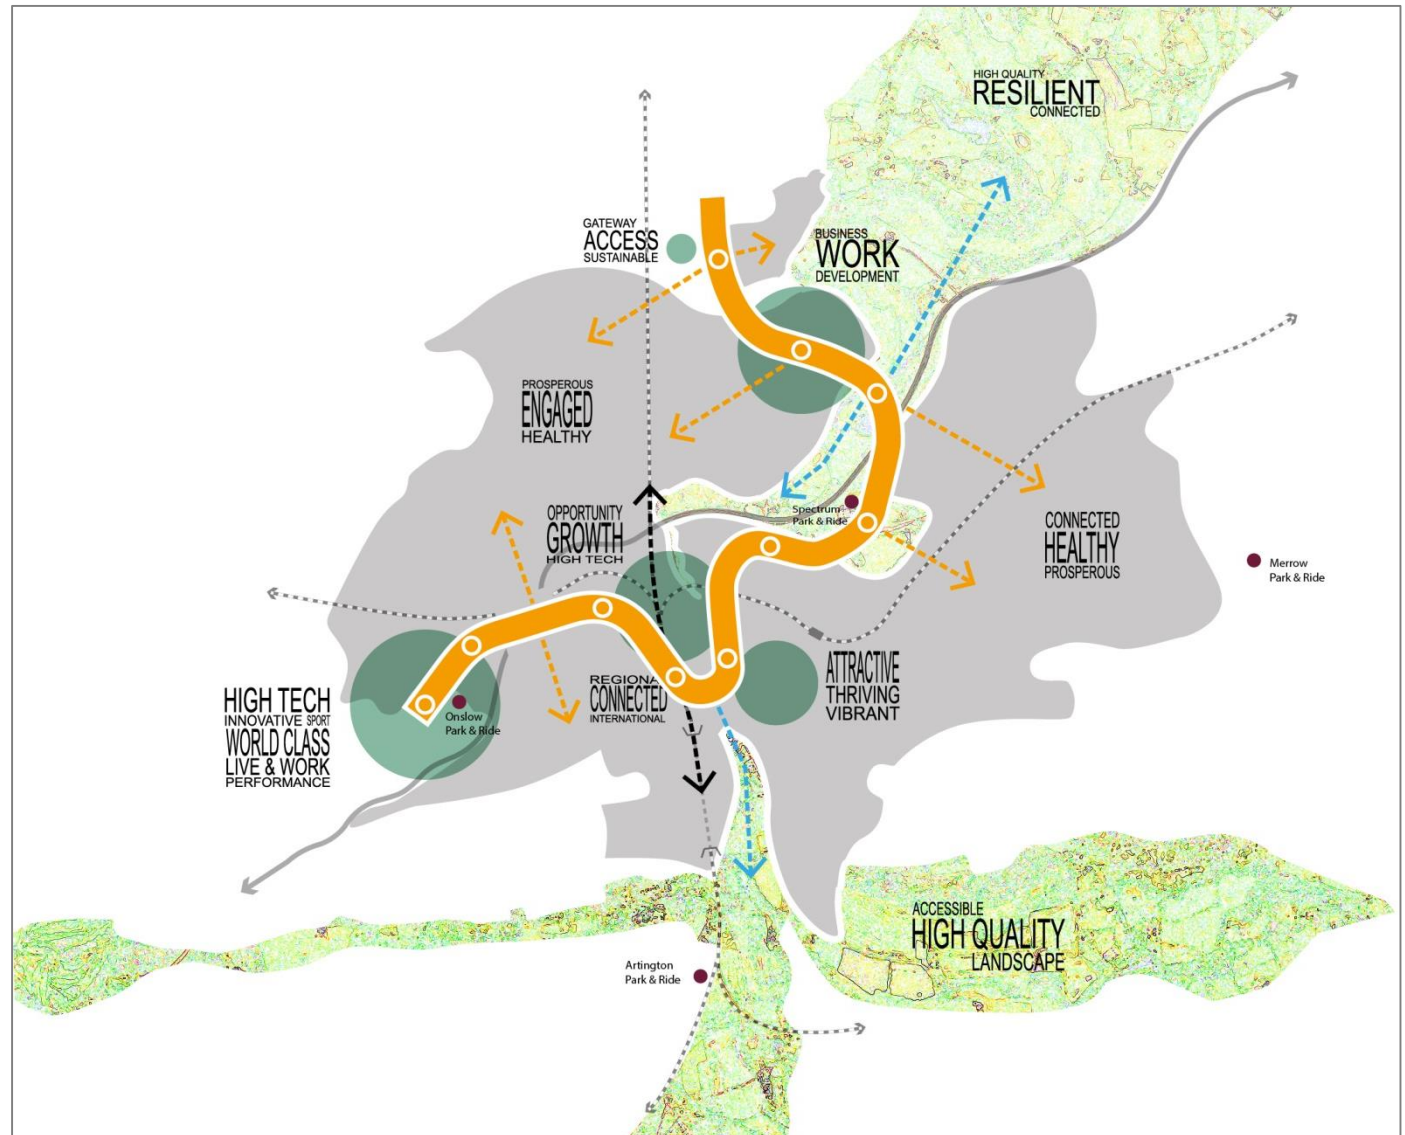 HIGH QUALITY
RESILIENT
CONNECTED
GATEWAY
ACCESS
SUSTAINABLE
BUSINESS
WORK
DEVELOPMENT
PROSPEROUS
ENGAGED
HEALTHY
OPPORTUNITY
GROWTH
HIGH TECH
Spectrum
Park & Ride
CONNECTED
HEALTHY
PROSPEROUS
Merrow
Park & Ride
HIGH TECH
INNOVATIVE SPORT
WORLD CLASS
LIVE & WORK
PERFORMANCE
Onslow
Park & Ride
REGIONAL
CONNECTED
INTERNATIONAL
ATTRACTIVE
THRIVING
VIBRANT
ACCESSIBLE
HIGH QUALITY
LANDSCAPE
Artington
Park & Ride